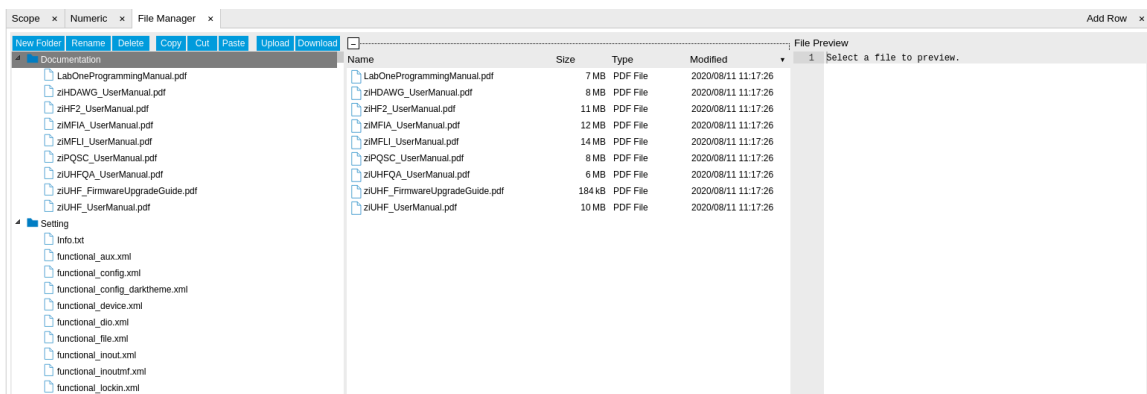 Scope × Numeric × File Manager × Add Row ×
New Folder Rename Delete Copy Cut Paste Upload Download
Documentation
LabOneProgrammingManual.pdf
ziHDAWG_UserManual.pdf
ziHF2_UserManual.pdf
ziMFIA_UserManual.pdf
ziMFLI_UserManual.pdf
ziPQSC_UserManual.pdf
ziUHFQA_UserManual.pdf
ziUHF_FirmwareUpgradeGuide.pdf
ziUHF_UserManual.pdf
Setting
Info.txt
functional_aux.xml
functional_config.xml
functional_config_darktheme.xml
functional_device.xml
functional_dio.xml
functional_file.xml
functional_inout.xml
functional_inoutmf.xml
functional_lockin.xml
Name Size Type Modified
LabOneProgrammingManual.pdf 7 MB PDF File 2020/08/11 11:17:26
ziHDAWG_UserManual.pdf 8 MB PDF File 2020/08/11 11:17:26
ziHF2_UserManual.pdf 11 MB PDF File 2020/08/11 11:17:26
ziMFIA_UserManual.pdf 12 MB PDF File 2020/08/11 11:17:26
ziMFLI_UserManual.pdf 14 MB PDF File 2020/08/11 11:17:26
ziPQSC_UserManual.pdf 8 MB PDF File 2020/08/11 11:17:26
ziUHFQA_UserManual.pdf 6 MB PDF File 2020/08/11 11:17:26
ziUHF_FirmwareUpgradeGuide.pdf 184 kB PDF File 2020/08/11 11:17:26
ziUHF_UserManual.pdf 10 MB PDF File 2020/08/11 11:17:26
File Preview
1 Select a file to preview.